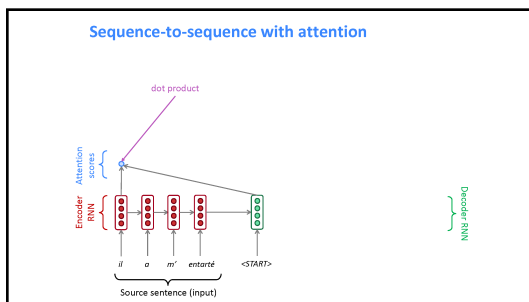 Sequence-to-sequence with attention
dot product
Attention
scores
Encoder
RNN
Decoder RNN
il a m' entarté <START>
Source sentence (input)